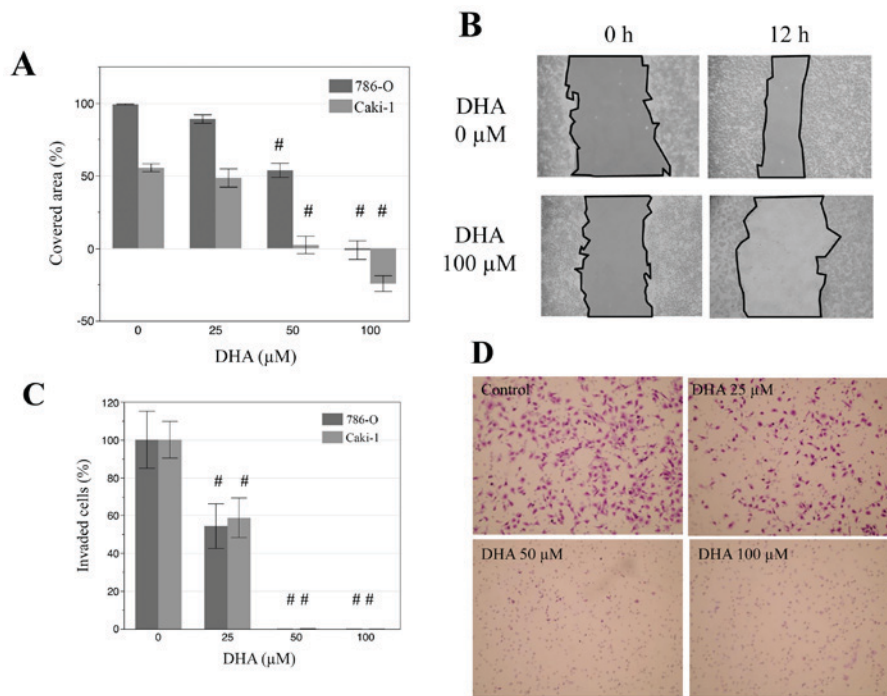 A
786-O
Caki-1
Covered area (%)
100
50
0
-50
#
#
# #
0
25
50
100
DHA (µM)
B
0 h
12 h
DHA
0 µM
DHA
100 µM
C
786-O
Caki-1
Invaded cells (%)
120
100
80
60
40
20
0
# #
# #
# #
0
25
50
100
DHA (µM)
D
Control
DHA 25 µM
DHA 50 µM
DHA 100 µM